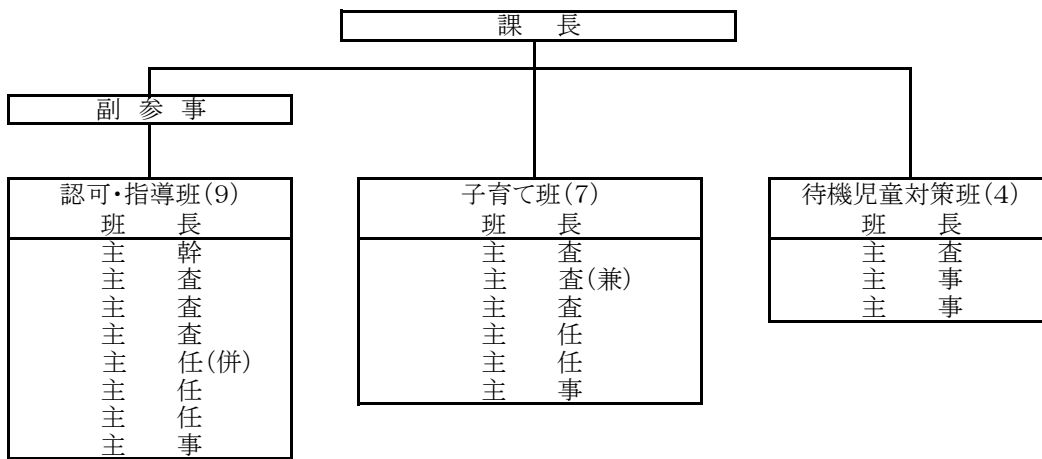 課 長
副 参 事
認可・指導班(9)
班 長
主 幹
主 査
主 査
主 査
主 任(併)
主 任
主 任
主 事
子育て班(7)
班 長
主 査
主 査(兼)
主 査
主 任
主 任
主 事
待機児童対策班(4)
班 長
主 査
主 事
主 事